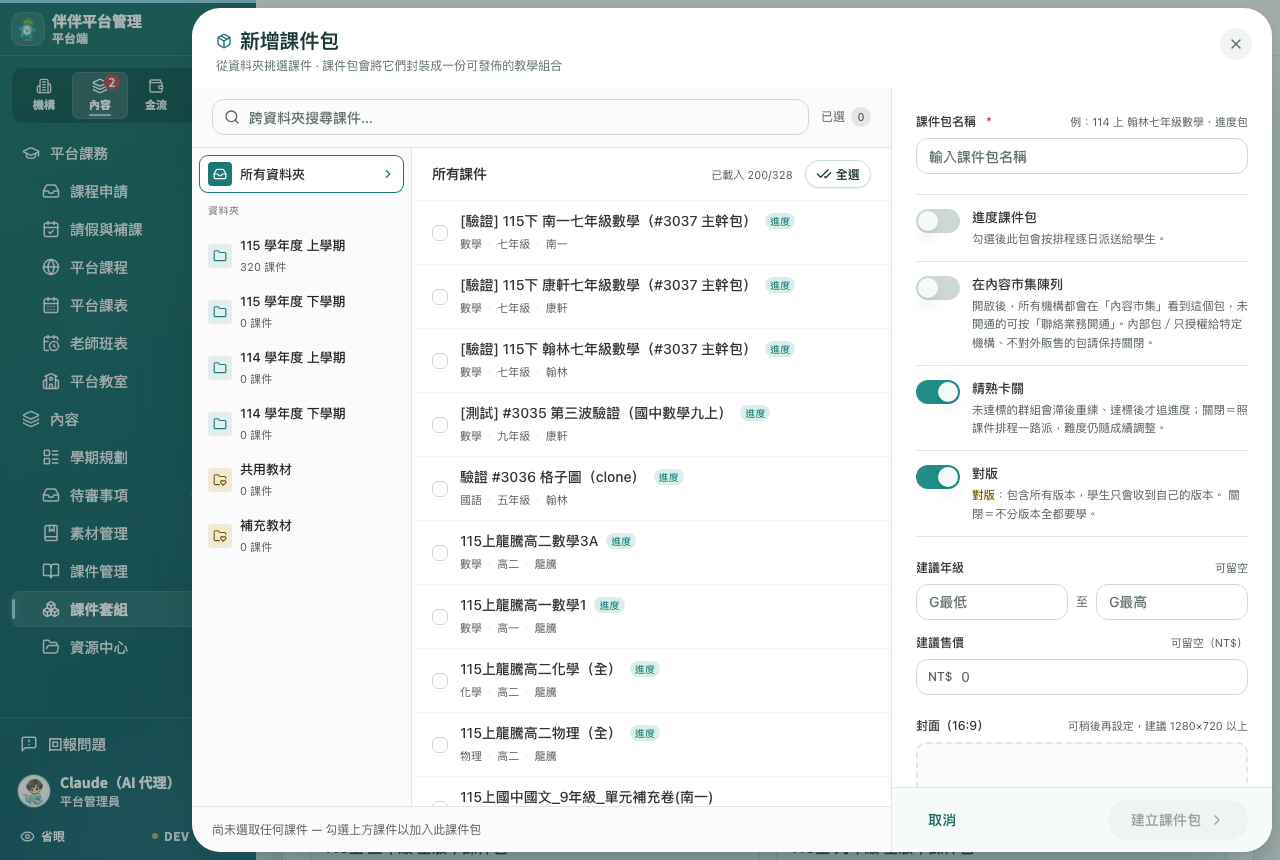 伴伴平台管理
平台端
機構
內容
2
金流
平台課務
課程申請
請假與補課
平台課程
平台課表
老師班表
平台教室
內容
學期規劃
待審事項
素材管理
課件管理
課件套組
資源中心
回報問題
Claude（AI 代理）
平台管理員
省眼
DEV
新增課件包
從資料夾挑選課件 · 課件包會將它們封裝成一份可發佈的教學組合
跨資料夾搜尋課件...
已選 0
所有資料夾
資料夾
115 學年度 上學期
320 課件
115 學年度 下學期
0 課件
114 學年度 上學期
0 課件
114 學年度 下學期
0 課件
共用教材
0 課件
補充教材
0 課件
所有課件
已載入 200/328
全選
[驗證] 115下 南一七年級數學（#3037 主幹包） 進度
數學 · 七年級 · 南一
[驗證] 115下 康軒七年級數學（#3037 主幹包） 進度
數學 · 七年級 · 康軒
[驗證] 115下 翰林七年級數學（#3037 主幹包） 進度
數學 · 七年級 · 翰林
[測試] #3035 第三波驗證（國中數學九上） 進度
數學 · 九年級 · 康軒
驗證 #3036 格子圖（clone） 進度
國語 · 五年級 · 翰林
115上龍騰高二數學3A 進度
數學 · 高二 · 龍騰
115上龍騰高一數學1 進度
數學 · 高一 · 龍騰
115上龍騰高二化學（全） 進度
化學 · 高二 · 龍騰
115上龍騰高二物理（全） 進度
物理 · 高二 · 龍騰
115上國中國文_9年級_單元補充卷(南一)
尚未選取任何課件 — 勾選上方課件以加入此課件包
課件包名稱 *
例：114 上 翰林七年級數學 · 進度包
輸入課件包名稱
進度課件包
勾選後此包會按排程逐日派送給學生。
在內容市集陳列
開啟後，所有機構都會在「內容市集」看到這個包，未
開通的可按「聯絡業務開通」。內部包 / 只授權給特定
機構、不對外販售的包請保持關閉。
精熟卡關
未達標的群組會滯後重練、達標後才追進度；關閉＝照
課件排程一路派，難度仍隨成績調整。
對版
對版：包含所有版本，學生只會收到自己的版本。 關
閉＝不分版本全都要學。
建議年級
可留空
G最低
至
G最高
建議售價
可留空（NT$）
NT$ 0
封面（16:9）
可稍後再設定，建議 1280×720 以上
取消
建立課件包